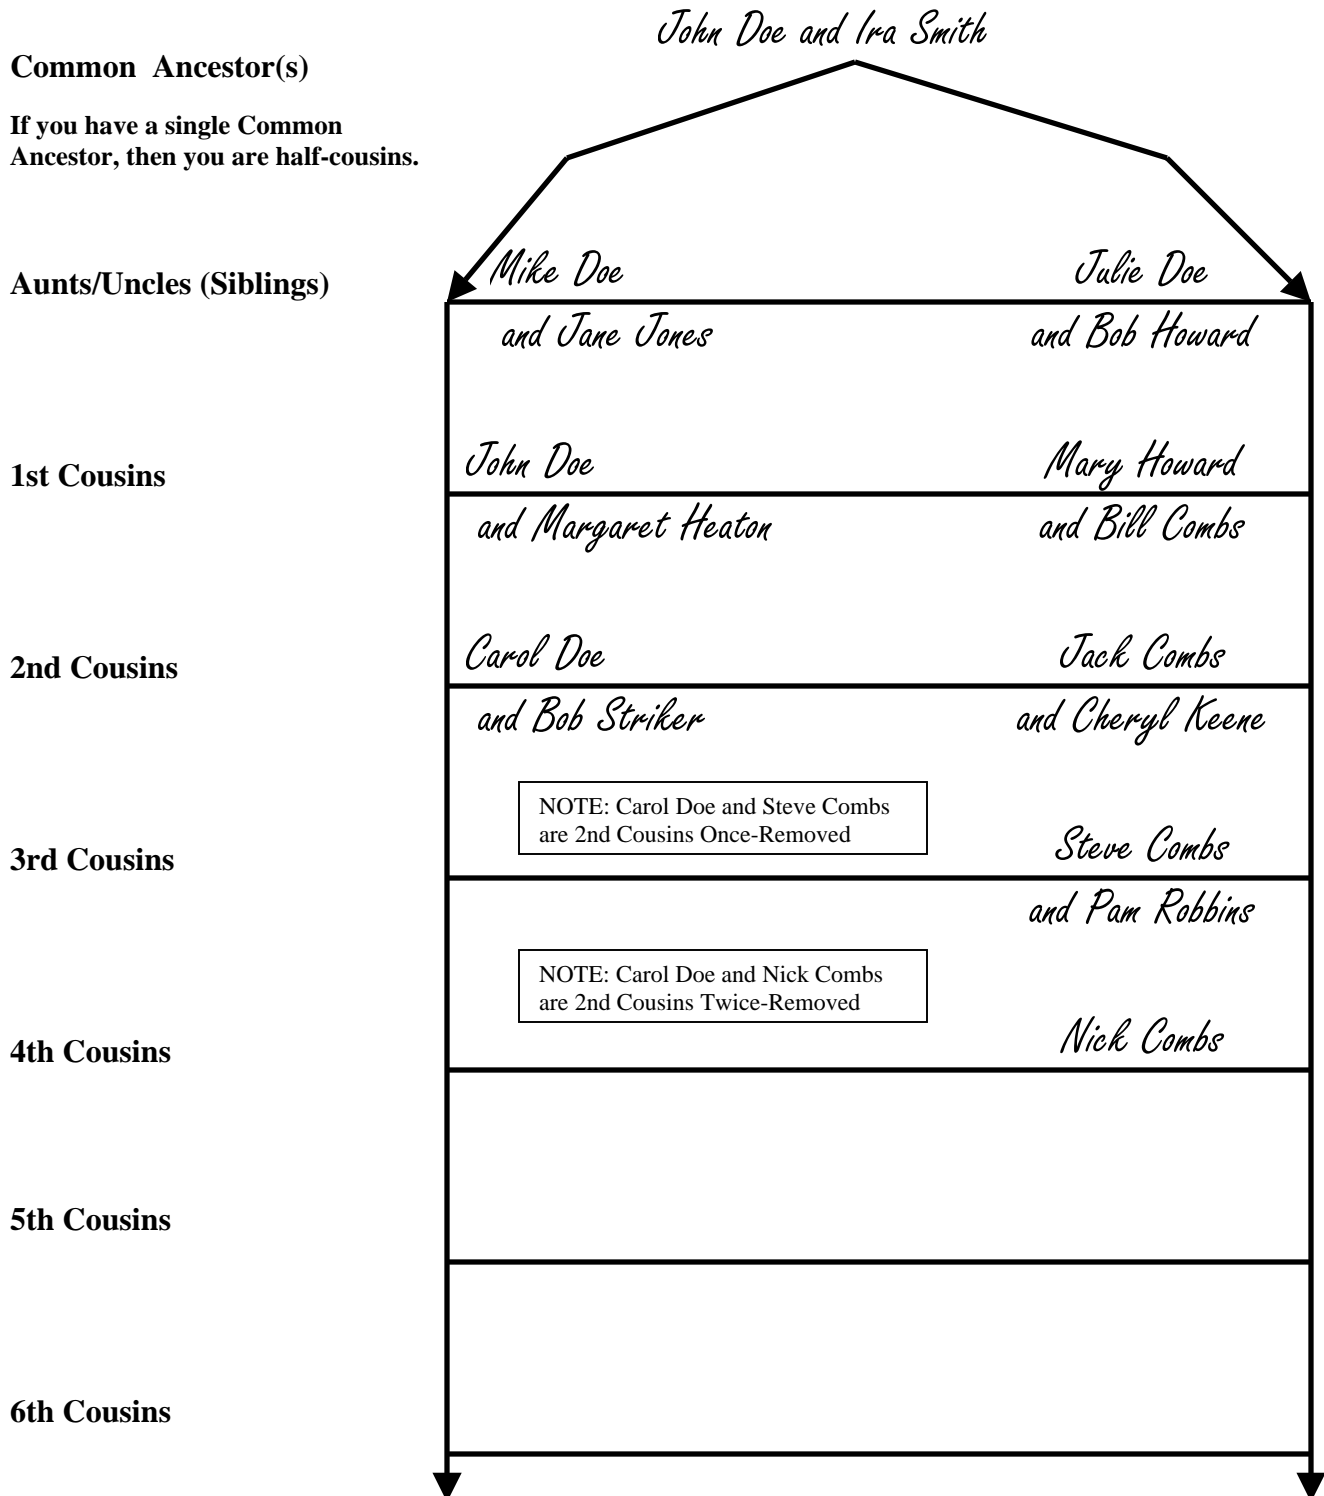 John Doe and Ira Smith
Common Ancestor(s)
If you have a single Common
Ancestor, then you are half-cousins.
Aunts/Uncles (Siblings)
Mike Doe
Julie Doe
and Jane Jones
and Bob Howard
1st Cousins
John Doe
Mary Howard
and Margaret Heaton
and Bill Combs
2nd Cousins
Carol Doe
Jack Combs
and Bob Striker
and Cheryl Keene
NOTE: Carol Doe and Steve Combs
are 2nd Cousins Once-Removed
3rd Cousins
Steve Combs
and Pam Robbins
NOTE: Carol Doe and Nick Combs
are 2nd Cousins Twice-Removed
4th Cousins
Nick Combs
5th Cousins
6th Cousins